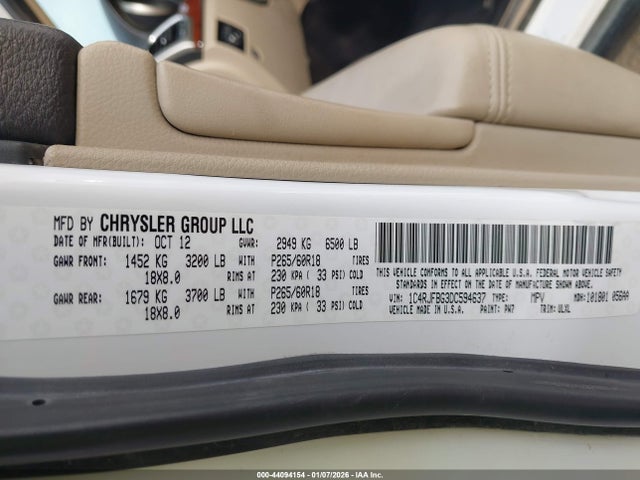 MFD BY CHRYSLER GROUP LLC
DATE OF MFR(BUILT): OCT 12 GVWR: 2949 KG 6500 LB
GAWR FRONT: 1452 KG 3200 LB WITH P265/60R18 TIRES
18X8.0 RIMS AT 230 KPA ( 33 PSI) COLD
GAWR REAR: 1679 KG 3700 LB WITH P265/60R18 TIRES
18X8.0 RIMS AT 230 KPA ( 33 PSI) COLD
THIS VEHICLE CONFORMS TO ALL APPLICABLE U.S.A. FEDERAL MOTOR VEHICLE
SAFETY STANDARDS IN EFFECT ON THE DATE OF MANUFACTURE SHOWN ABOVE.
VIN: 1C4RJFBG3DC594637 TYPE: MPV MDH: 101801 056AA
VEHICLE MADE IN U.S.A. PAINT: PW7 TRIM: ULXL
000-44094154 - 01/07/2026 - IAA Inc.